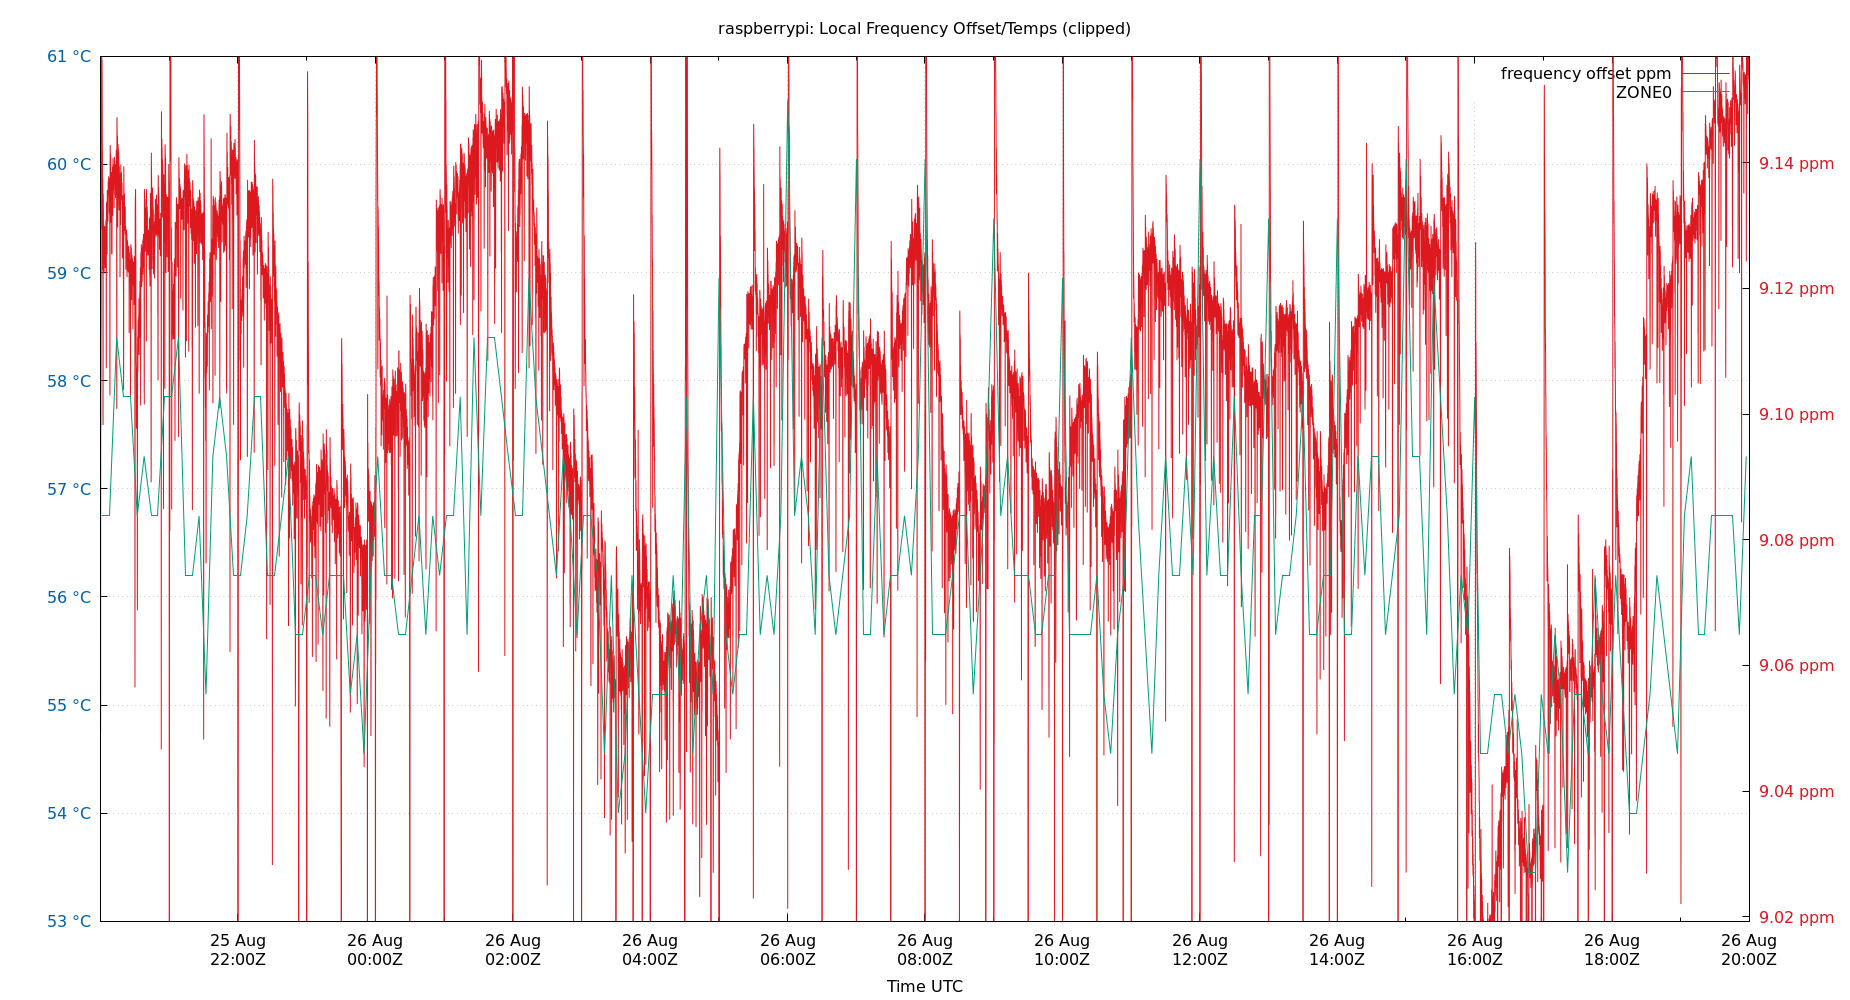 raspberrypi: Local Frequency Offset/Temps (clipped)
61 °C
60 °C
59 °C
58 °C
57 °C
56 °C
55 °C
54 °C
53 °C
frequency offset ppm
ZONE0
9.14 ppm
9.12 ppm
9.10 ppm
9.08 ppm
9.06 ppm
9.04 ppm
9.02 ppm
25 Aug
22:00Z
26 Aug
00:00Z
26 Aug
02:00Z
26 Aug
04:00Z
26 Aug
06:00Z
26 Aug
08:00Z
26 Aug
10:00Z
26 Aug
12:00Z
26 Aug
14:00Z
26 Aug
16:00Z
26 Aug
18:00Z
26 Aug
20:00Z
Time UTC